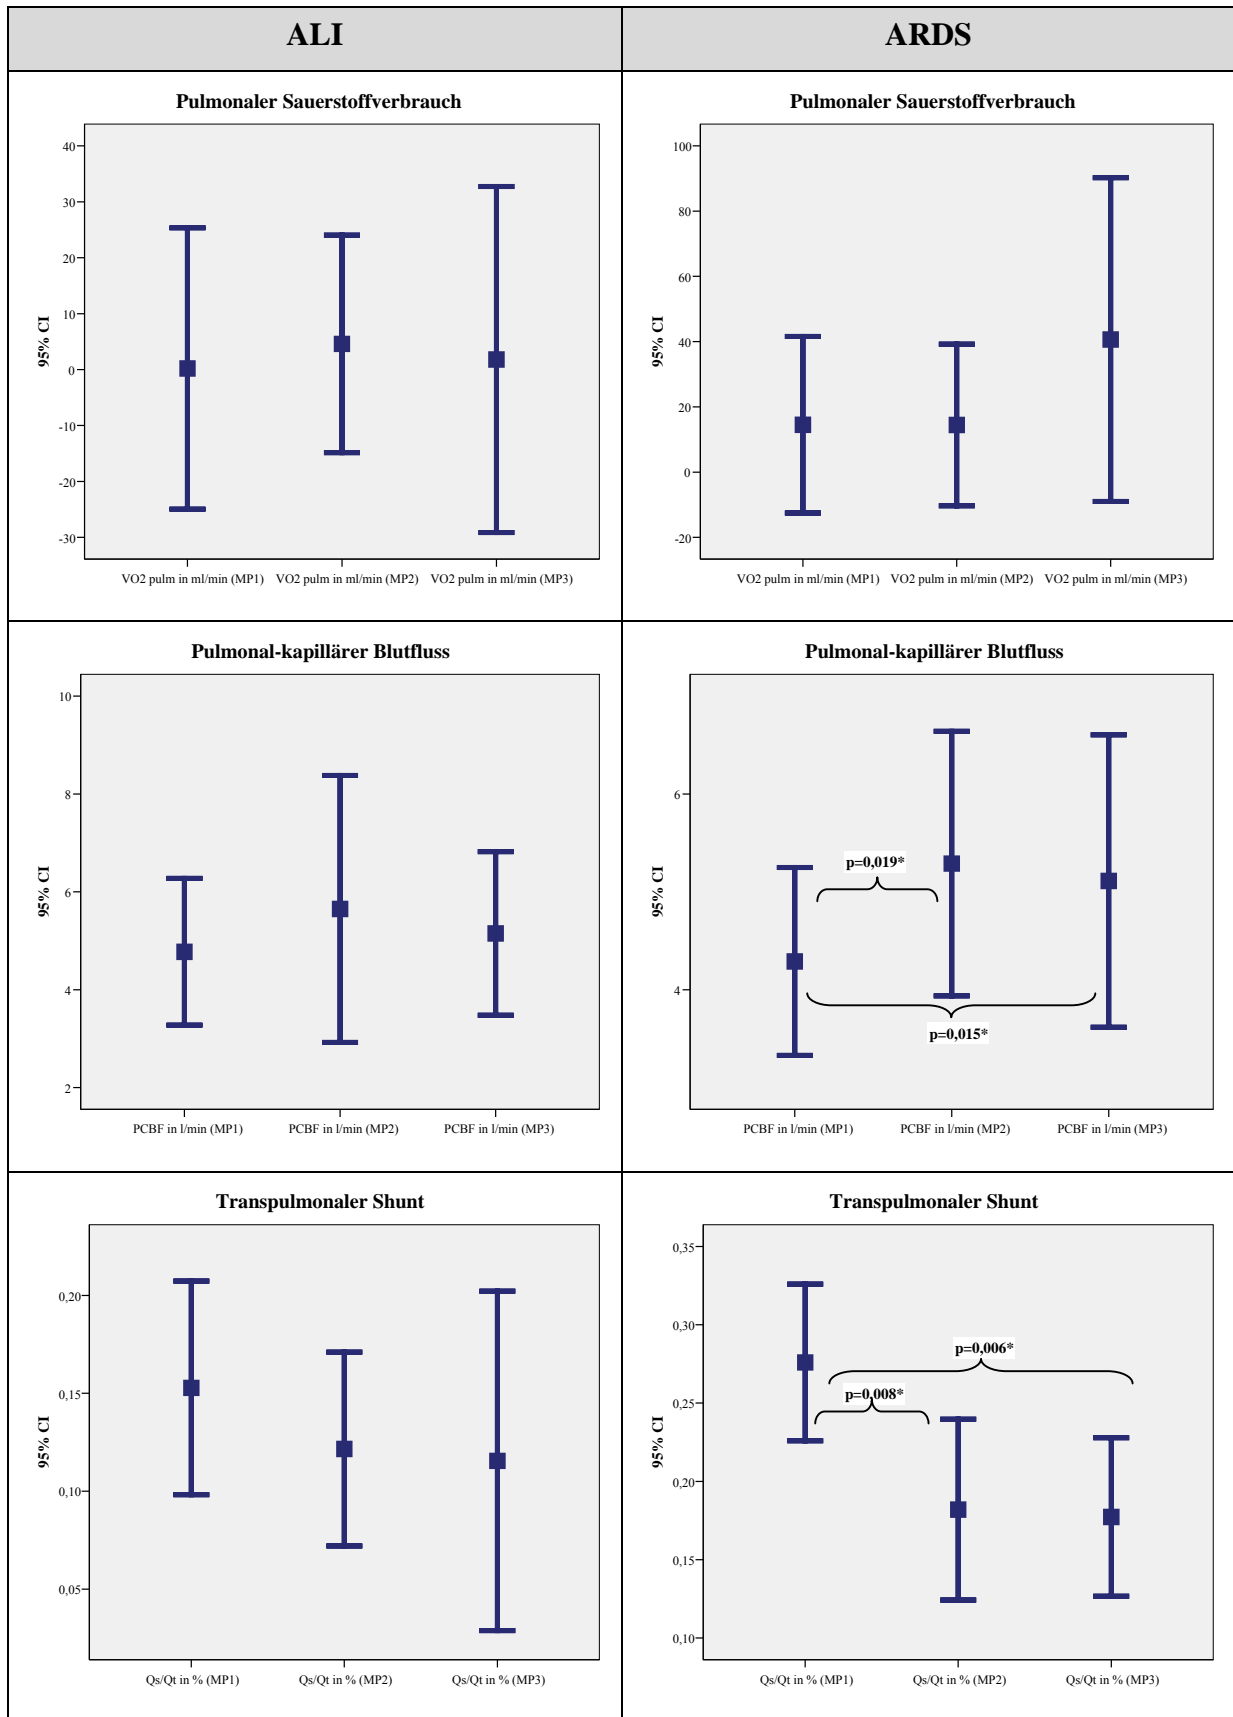 ALI
ARDS
Pulmonaler Sauerstoffverbrauch
40
30
20
10
0
-10
-20
-30
95% CI
VO2 pulm in ml/min (MP1) VO2 pulm in ml/min (MP2) VO2 pulm in ml/min (MP3)
Pulmonaler Sauerstoffverbrauch
100
80
60
40
20
0
-20
95% CI
VO2 pulm in ml/min (MP1) VO2 pulm in ml/min (MP2) VO2 pulm in ml/min (MP3)
Pulmonal-kapillärer Blutfluss
10
8
6
4
2
95% CI
PCBF in l/min (MP1) PCBF in l/min (MP2) PCBF in l/min (MP3)
Pulmonal-kapillärer Blutfluss
6
4
95% CI
p=0,019*
p=0,015*
PCBF in l/min (MP1) PCBF in l/min (MP2) PCBF in l/min (MP3)
Transpulmonaler Shunt
0,20
0,15
0,10
0,05
95% CI
Qs/Qt in % (MP1) Qs/Qt in % (MP2) Qs/Qt in % (MP3)
Transpulmonaler Shunt
0,35
0,30
0,25
0,20
0,15
0,10
95% CI
p=0,006*
p=0,008*
Qs/Qt in % (MP1) Qs/Qt in % (MP2) Qs/Qt in % (MP3)